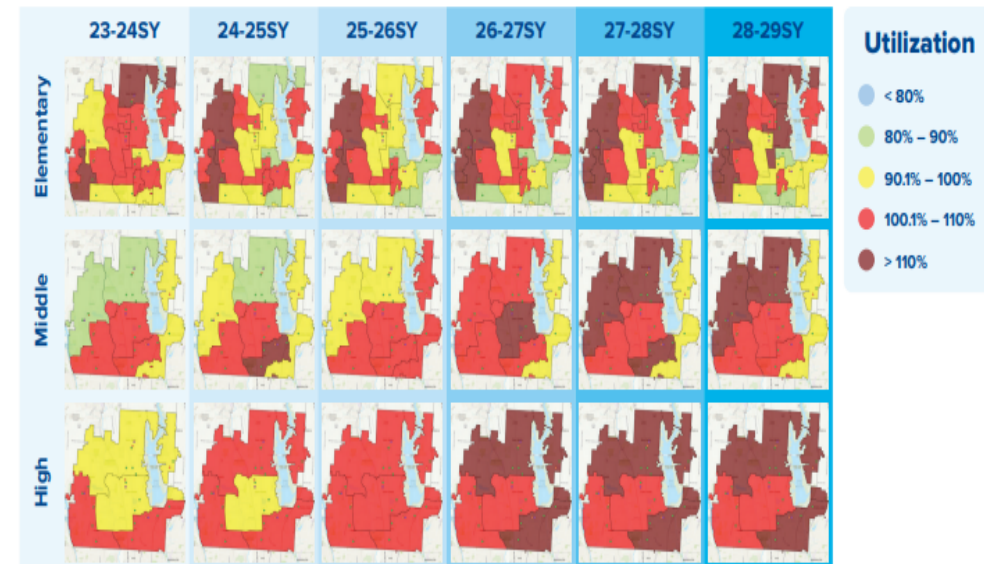 23-24SY 24-25SY 25-26SY 26-27SY 27-28SY 28-29SY
Utilization
< 80%
80% – 90%
90.1% – 100%
100.1% – 110%
> 110%
Elementary
Middle
High